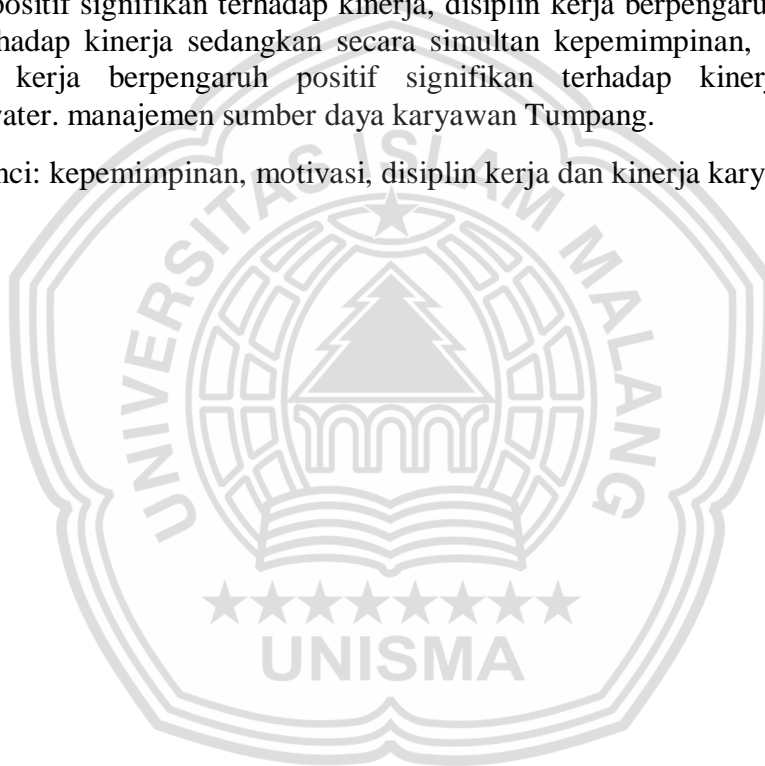 positif signifikan terhadap kinerja, disiplin kerja berpengaru
hadap kinerja sedangkan secara simultan kepemimpinan,
kerja berpengaruh positif signifikan terhadap kiner
ater. manajemen sumber daya karyawan Tumpang.
nci: kepemimpinan, motivasi, disiplin kerja dan kinerja kary
UNIVERSITAS ISLAM MALANG
UNISMA